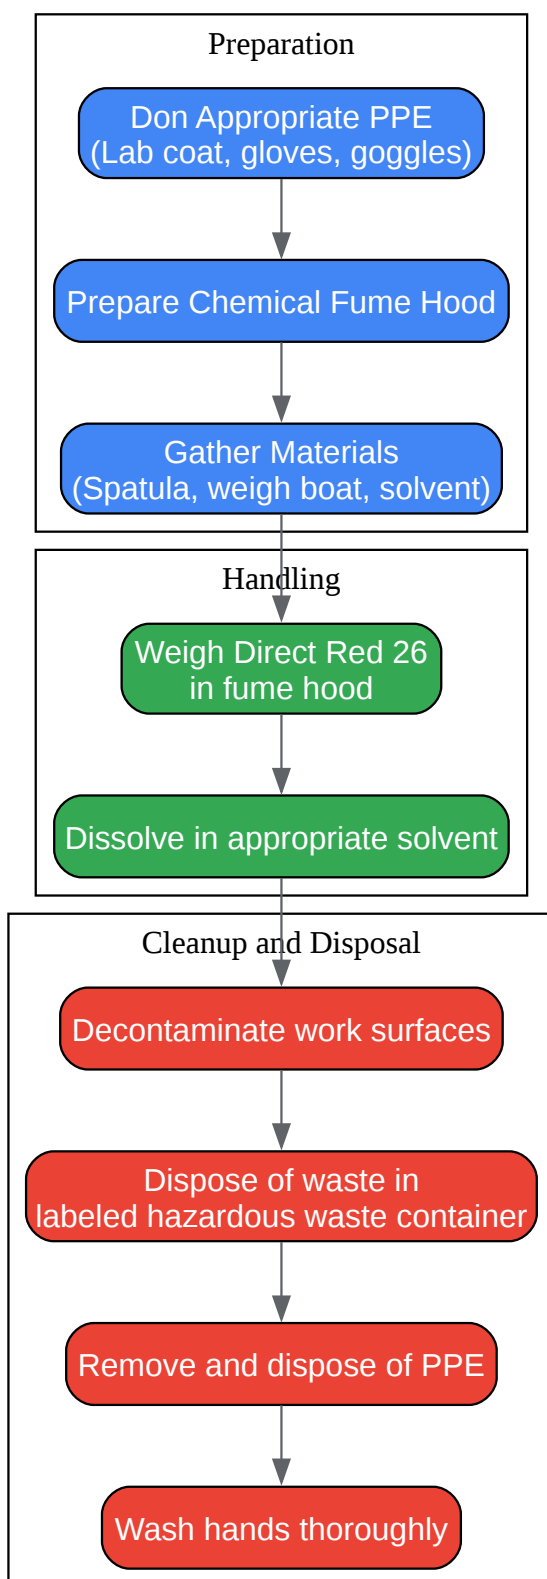 Preparation
Don Appropriate PPE
(Lab coat, gloves, goggles)
Prepare Chemical Fume Hood
Gather Materials
(Spatula, weigh boat, solvent)
Handling
Weigh Direct Red 26
in fume hood
Dissolve in appropriate solvent
Cleanup and Disposal
Decontaminate work surfaces
Dispose of waste in
labeled hazardous waste container
Remove and dispose of PPE
Wash hands thoroughly